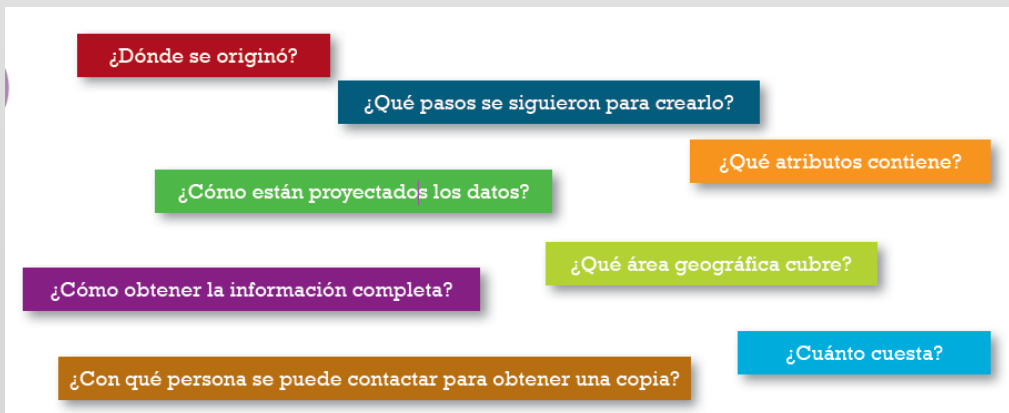 ¿Dónde se originó?
¿Qué pasos se siguieron para crearlo?
¿Qué atributos contiene?
¿Cómo están proyectados los datos?
¿Qué área geográfica cubre?
¿Cómo obtener la información completa?
¿Cuánto cuesta?
¿Con qué persona se puede contactar para obtener una copia?